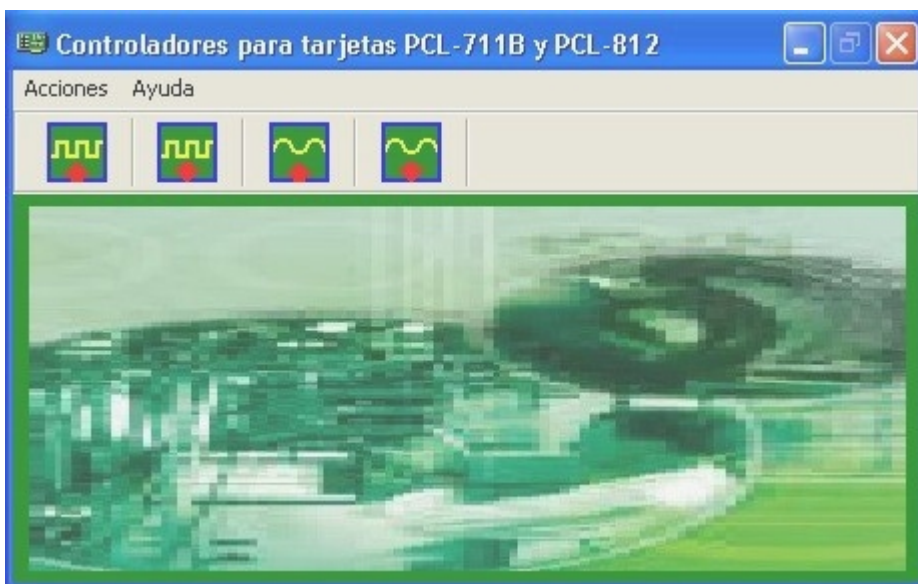 Controladores para tarjetas PCL-711B y PCL-812
Acciones Ayuda